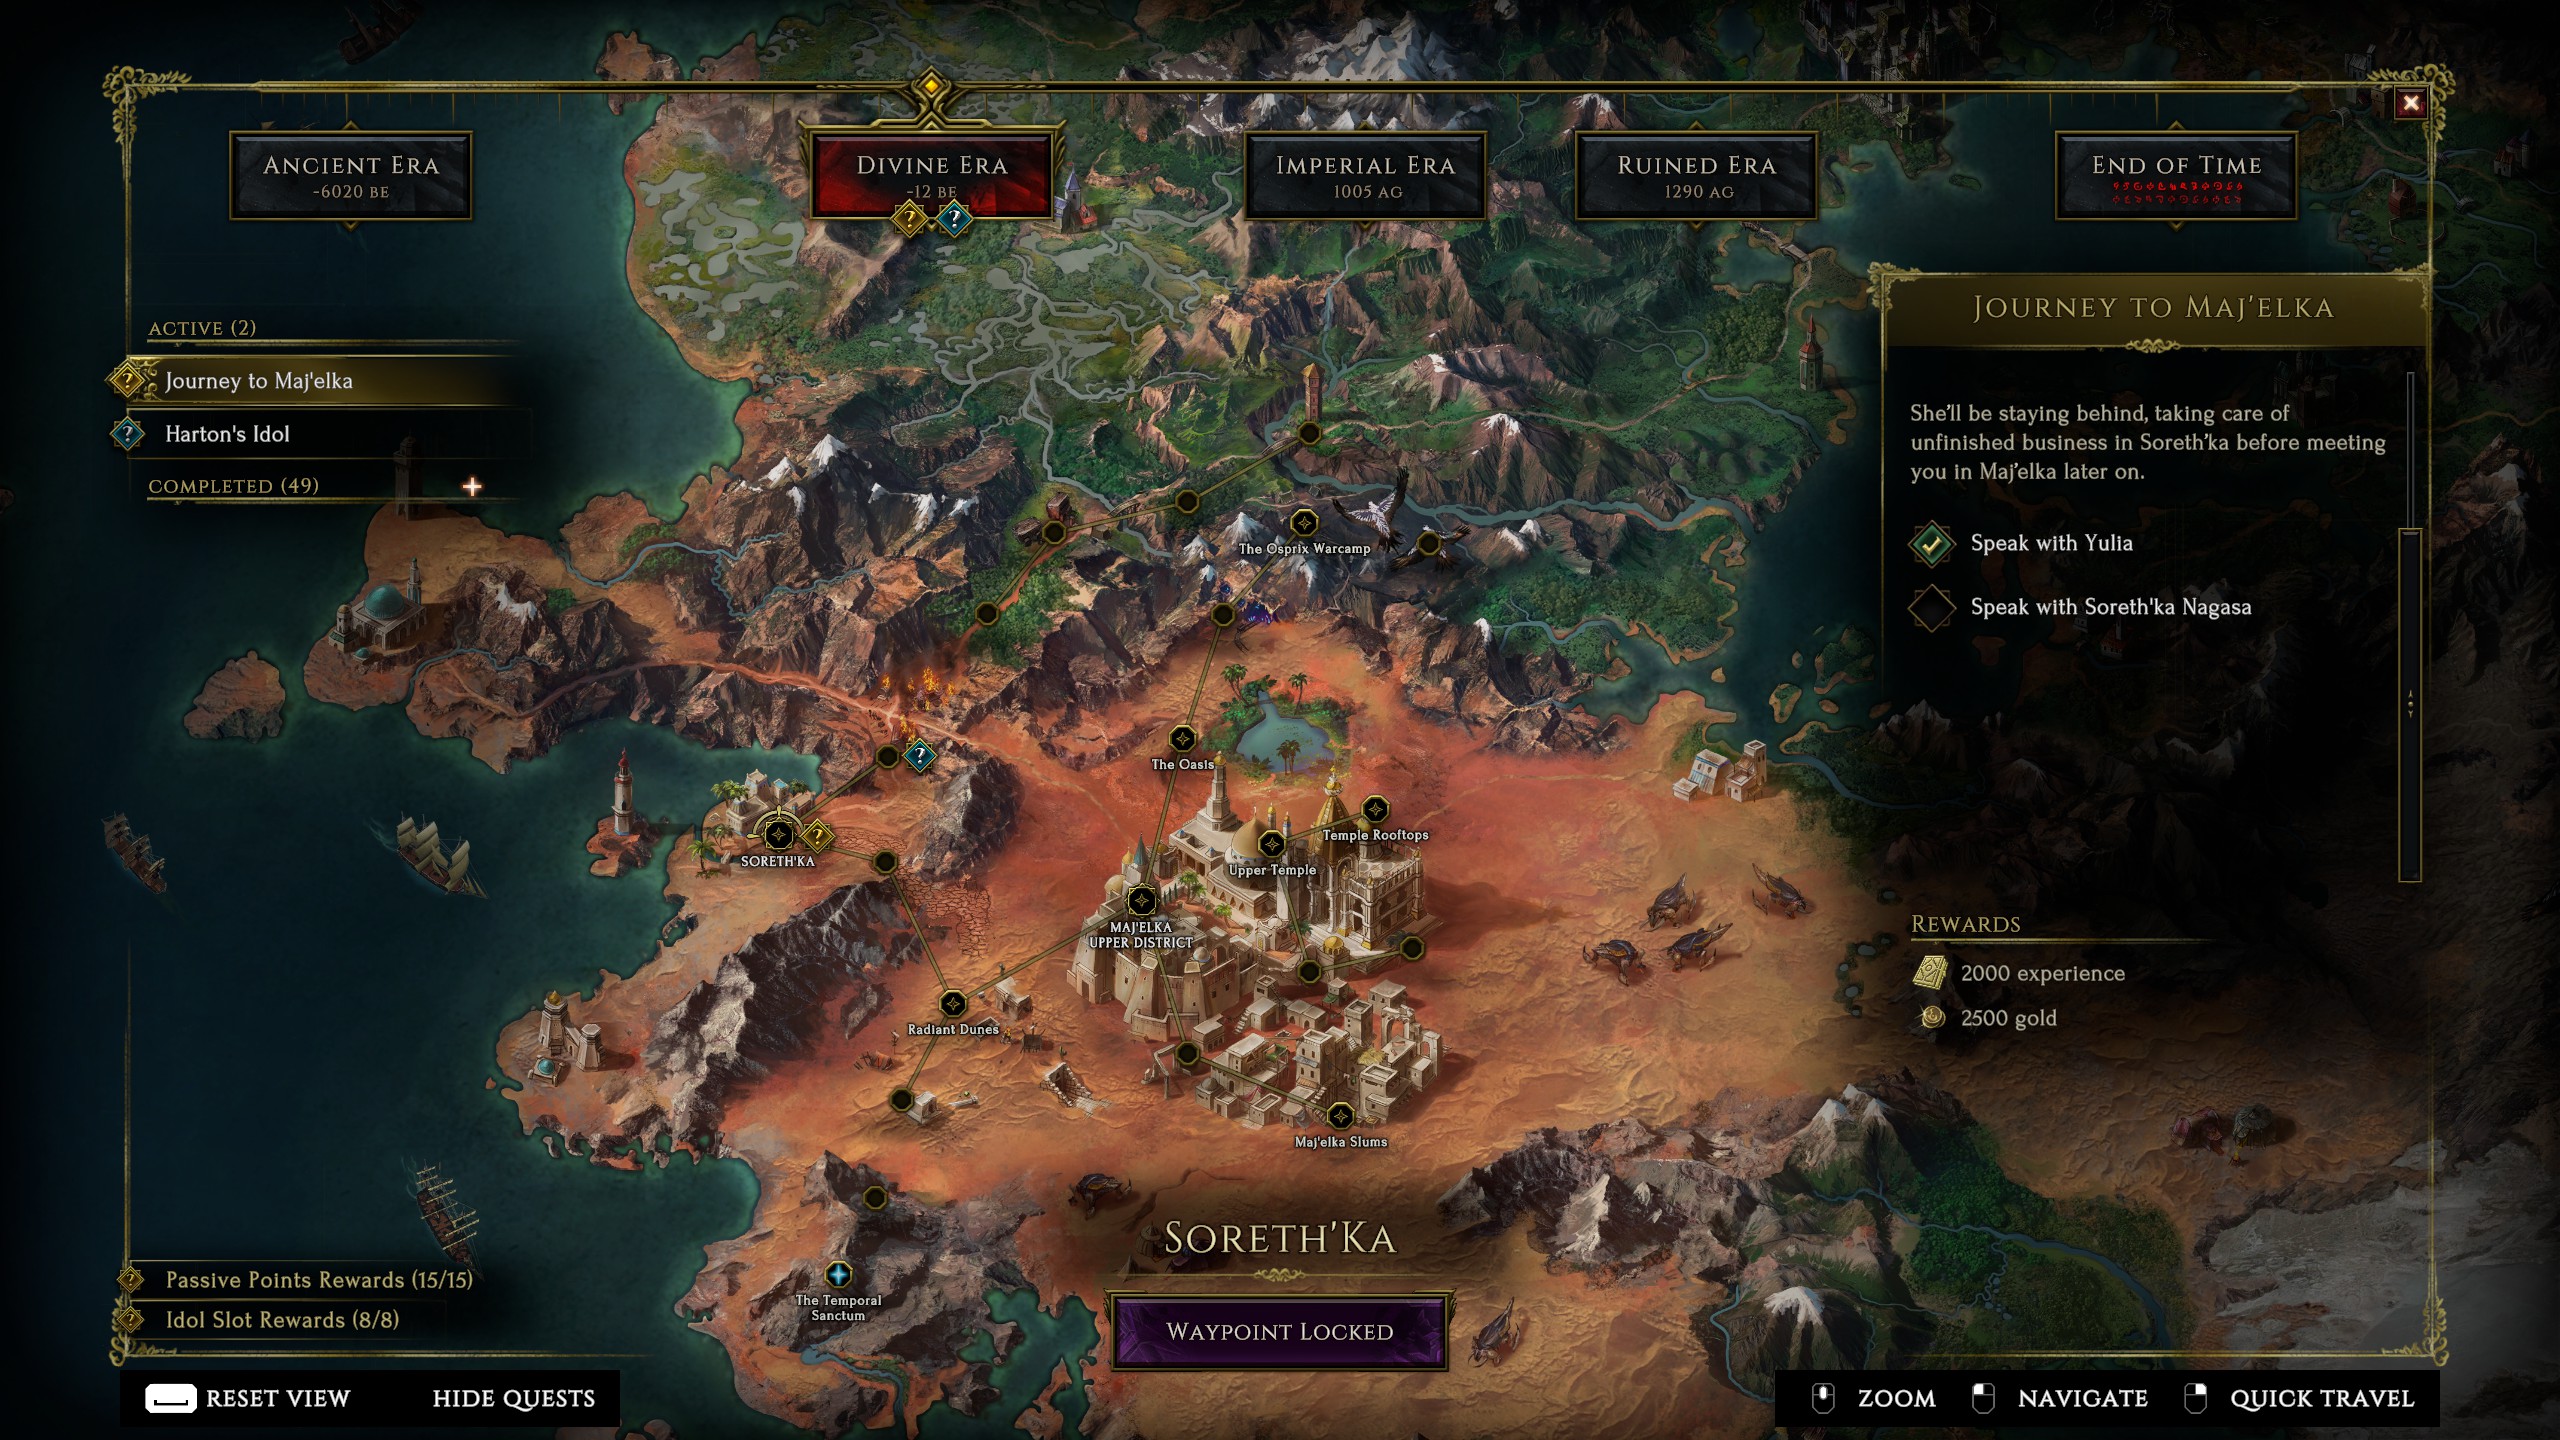 ANCIENT ERA
-6020 BE
DIVINE ERA
-12 BE
IMPERIAL ERA
1005 AG
RUINED ERA
1290 AG
END OF TIME
ACTIVE (2)
Journey to Maj'elka
Harton's Idol
COMPLETED (49)
JOURNEY TO MAJ'ELKA
She'll be staying behind, taking care of
unfinished business in Soreth'ka before meeting
you in Maj'elka later on.
Speak with Yulia
Speak with Soreth'ka Nagasa
REWARDS
2000 experience
2500 gold
The Osprix Warcamp
The Oasis
Temple Rooftops
SORETH'KA
Upper Temple
MAJ'ELKA
UPPER DISTRICT
Radiant Dunes
Maj'elka Slums
The Temporal
Sanctum
SORETH'KA
WAYPOINT LOCKED
Passive Points Rewards (15/15)
Idol Slot Rewards (8/8)
RESET VIEW
HIDE QUESTS
ZOOM
NAVIGATE
QUICK TRAVEL